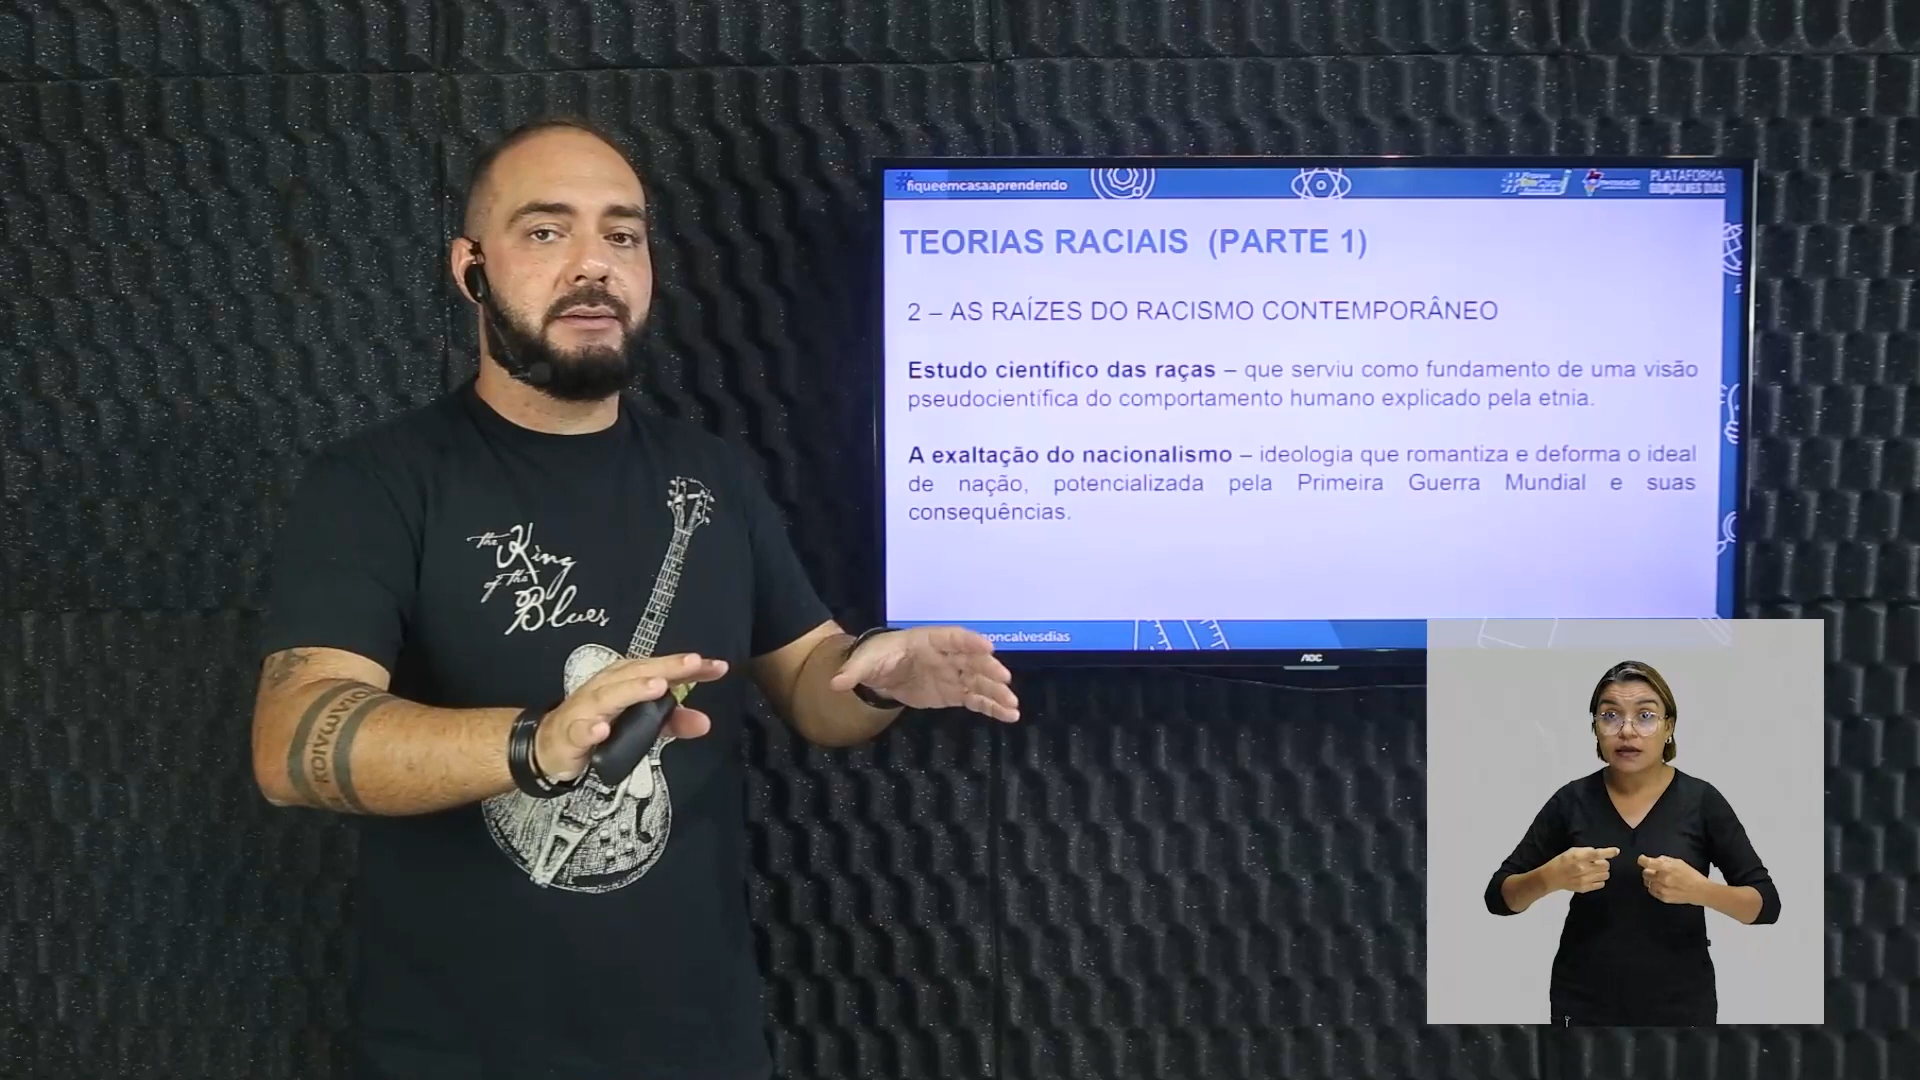 #fiqueemcasaaprendendo
PLATAFORMA
GONÇALVES DIAS
TEORIAS RACIAIS (PARTE 1)
2 – AS RAÍZES DO RACISMO CONTEMPORÂNEO
Estudo científico das raças – que serviu como fundamento de uma visão
pseudocientífica do comportamento humano explicado pela etnia.
A exaltação do nacionalismo – ideologia que romantiza e deforma o ideal
de nação, potencializada pela Primeira Guerra Mundial e suas
consequências.
goncalvesdias
AOC
the King
of the
Blues